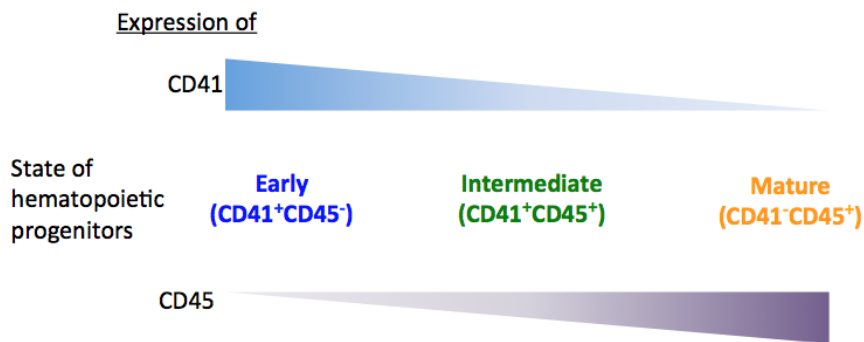 Expression of
CD41
State of
hematopoietic
progenitors
Early
(CD41⁺CD45⁻)
Intermediate
(CD41⁺CD45⁺)
Mature
(CD41⁻CD45⁺)
CD45